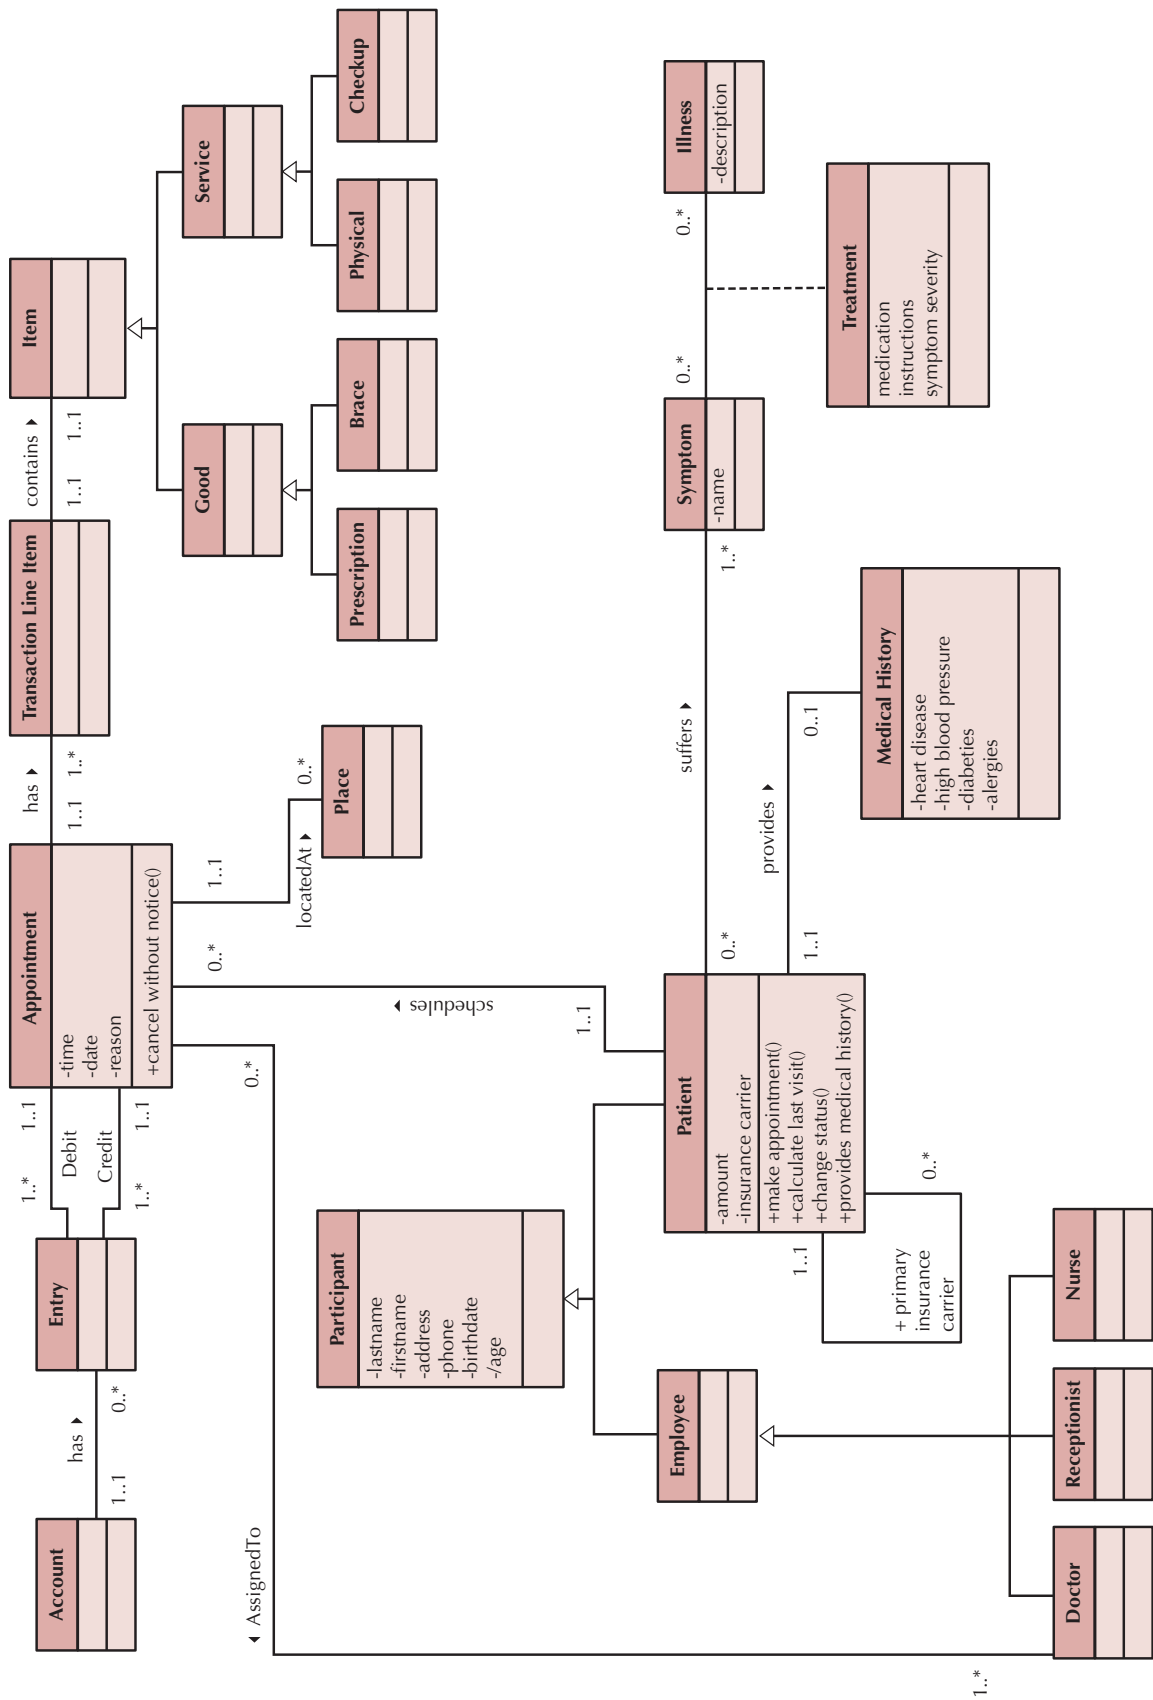 Account
1..1
has ▶
0..*
Entry
1..*
Debit
1..1
1..*
Credit
1..1
Appointment
-time
-date
-reason
+cancel without notice()
has ▶
1..1
1..*
Transaction Line Item
contains ▶
1..1
1..1
Item
Good
Service
Prescription
Brace
Physical
Checkup
◀ AssignedTo
0..*
1..*
0..*
schedules ▶
1..1
1..1
locatedAt ▶
0..*
Place
Participant
-lastname
-firstname
-address
-phone
-birthdate
-/age
Employee
Patient
-amount
-insurance carrier
+make appointment()
+calculate last visit()
+change status()
+provides medical history()
1..1
+ primary
insurance
carrier
0..*
0..*
suffers ▶
1..*
Symptom
-name
0..*
0..*
Illness
-description
1..1
provides ▶
0..1
Medical History
-heart disease
-high blood pressure
-diabeties
-alergies
Treatment
medication
instructions
symptom severity
Doctor
Receptionist
Nurse